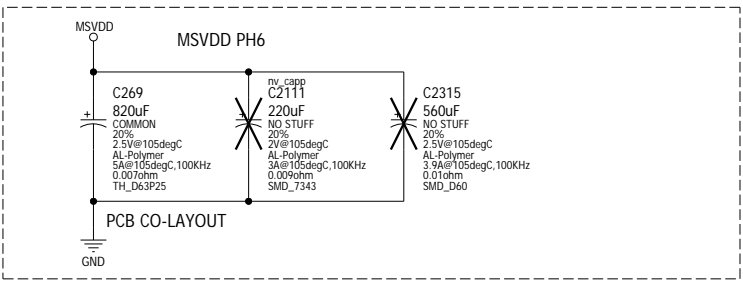 MSVDD
MSVDD PH6
C269
820uF
COMMON
20%
2.5V@105degC
AL-Polymer
5A@105degC,100KHz
0.007ohm
TH_D63P25
nv_capp
C2111
220uF
NO STUFF
20%
2V@105degC
AL-Polymer
3A@105degC,100KHz
0.009ohm
SMD_7343
C2315
560uF
NO STUFF
20%
2.5V@105degC
AL-Polymer
3.9A@105degC,100KHz
0.01ohm
SMD_D60
PCB CO-LAYOUT
GND